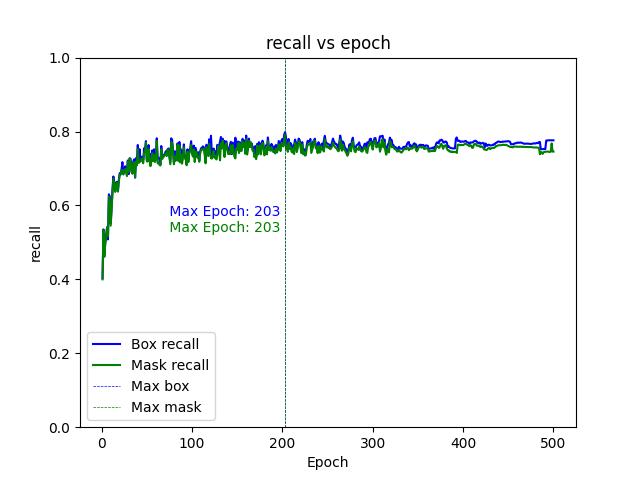 recall vs epoch
1.0
0.8
0.6
0.4
0.2
0.0
recall
Max Epoch: 203
Max Epoch: 203
Box recall
Mask recall
Max box
Max mask
0 100 200 300 400 500
Epoch